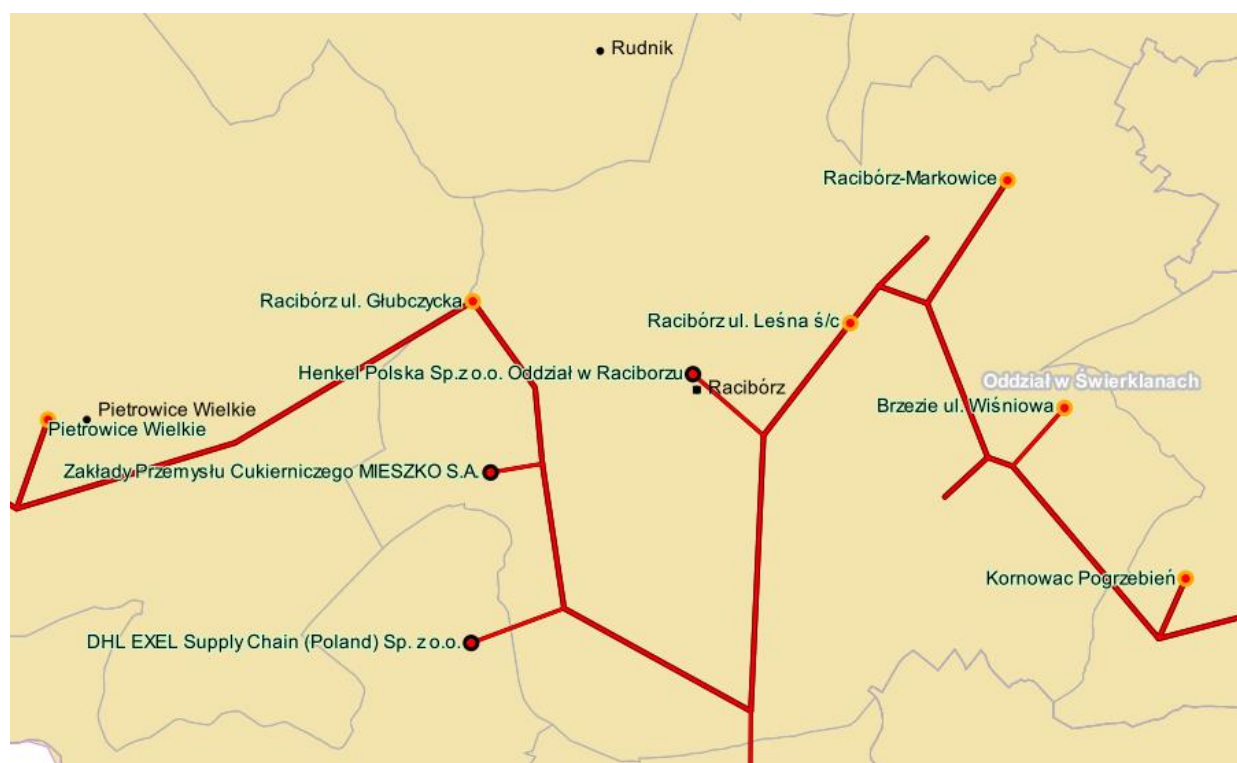 Rudnik
Racibórz-Markowice
Racibórz ul. Głubczycka
Racibórz ul. Leśna ś/c
Henkel Polska Sp.z o.o. Oddział w Raciborzu
Racibórz
Oddział w Świerklanach
Brzezie ul. Wiśniowa
Pietrowice Wielkie
Pietrowice Wielkie
Zakłady Przemysłu Cukierniczego MIESZKO S.A.
Kornowac Pogrzebień
DHL EXEL Supply Chain (Poland) Sp. z o.o.